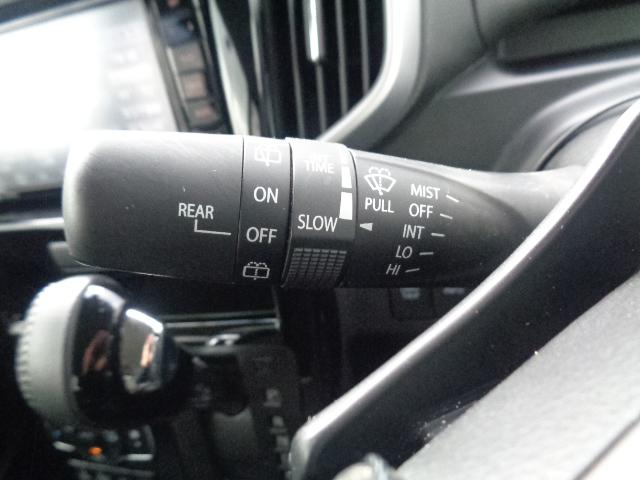 TIME
ON
REAR
OFF
SLOW
PULL
MIST
OFF
INT
LO
HI